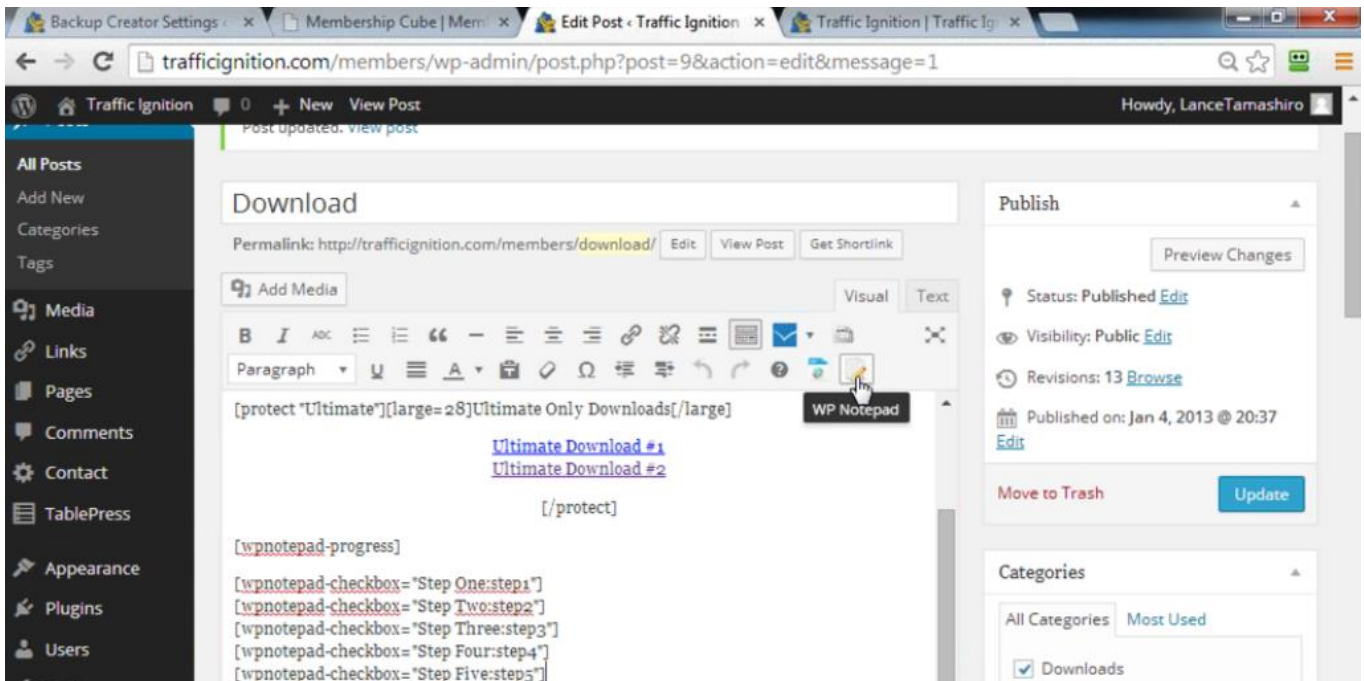 Backup Creator Settings ‹
Membership Cube | Mem
Edit Post ‹ Traffic Ignition
Traffic Ignition | Traffic Ig
trafficignition.com/members/wp-admin/post.php?post=9&action=edit&message=1
Traffic Ignition 0 + New View Post
Howdy, LanceTamashiro
Posts
Post updated. View post
All Posts
Add New
Categories
Tags
Media
Links
Pages
Comments
Contact
TablePress
Appearance
Plugins
Users
Download
Permalink: http://trafficignition.com/members/download/ Edit View Post Get Shortlink
Add Media
Visual Text
B I ABC
Paragraph U A Ω
WP Notepad
[protect "Ultimate"][large=28]Ultimate Only Downloads[/large]
Ultimate Download #1
Ultimate Download #2
[/protect]
[wpnotepad-progress]
[wpnotepad-checkbox="Step One:step1"]
[wpnotepad-checkbox="Step Two:step2"]
[wpnotepad-checkbox="Step Three:step3"]
[wpnotepad-checkbox="Step Four:step4"]
[wpnotepad-checkbox="Step Five:step5"]
Publish
Preview Changes
Status: Published Edit
Visibility: Public Edit
Revisions: 13 Browse
Published on: Jan 4, 2013 @ 20:37
Edit
Move to Trash
Update
Categories
All Categories Most Used
Downloads